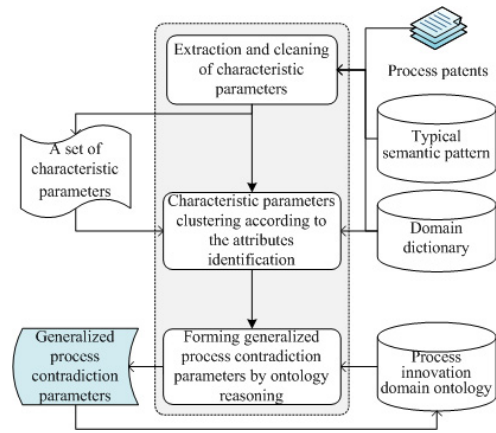 Extraction and cleaning
of characteristic
parameters
Process patents
Typical
semantic pattern
A set of
characteristic
parameters
Characteristic parameters
clustering according to
the attributes
identification
Domain
dictionary
Generalized
process
contradiction
parameters
Forming generalized
process contradiction
parameters by ontology
reasoning
Process
innovation
domain ontology